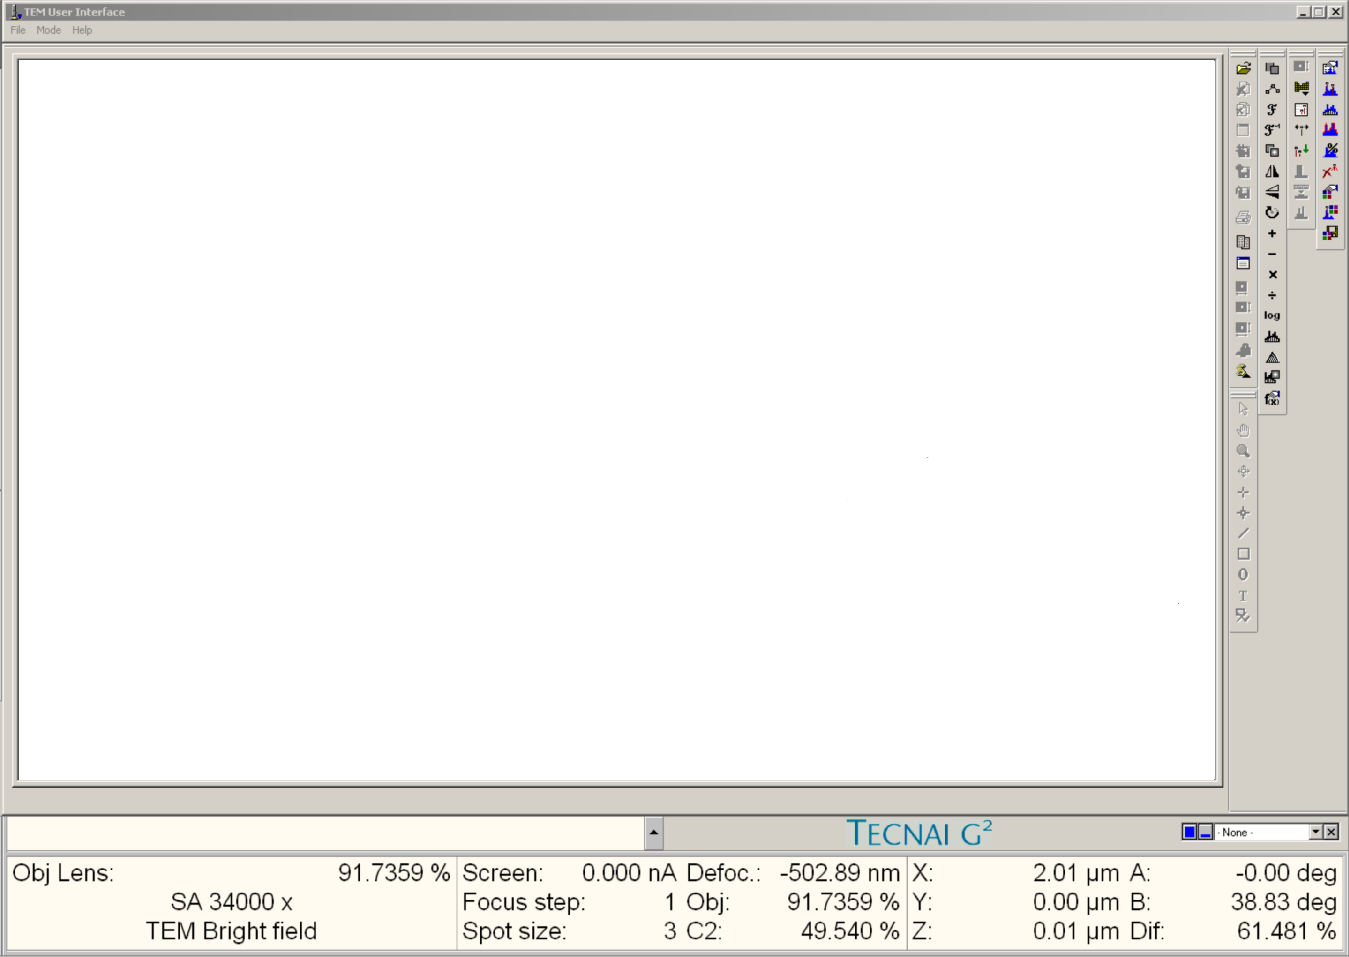 TEM User Interface
File Mode Help
ℱ
ℱ⁻¹
+
−
×
÷
log
f(x)
%
T
TECNAI G²
- None -
Obj Lens: 91.7359 % Screen: 0.000 nA Defoc.: -502.89 nm X: 2.01 µm A: -0.00 deg
SA 34000 x Focus step: 1 Obj: 91.7359 % Y: 0.00 µm B: 38.83 deg
TEM Bright field Spot size: 3 C2: 49.540 % Z: 0.01 µm Dif: 61.481 %